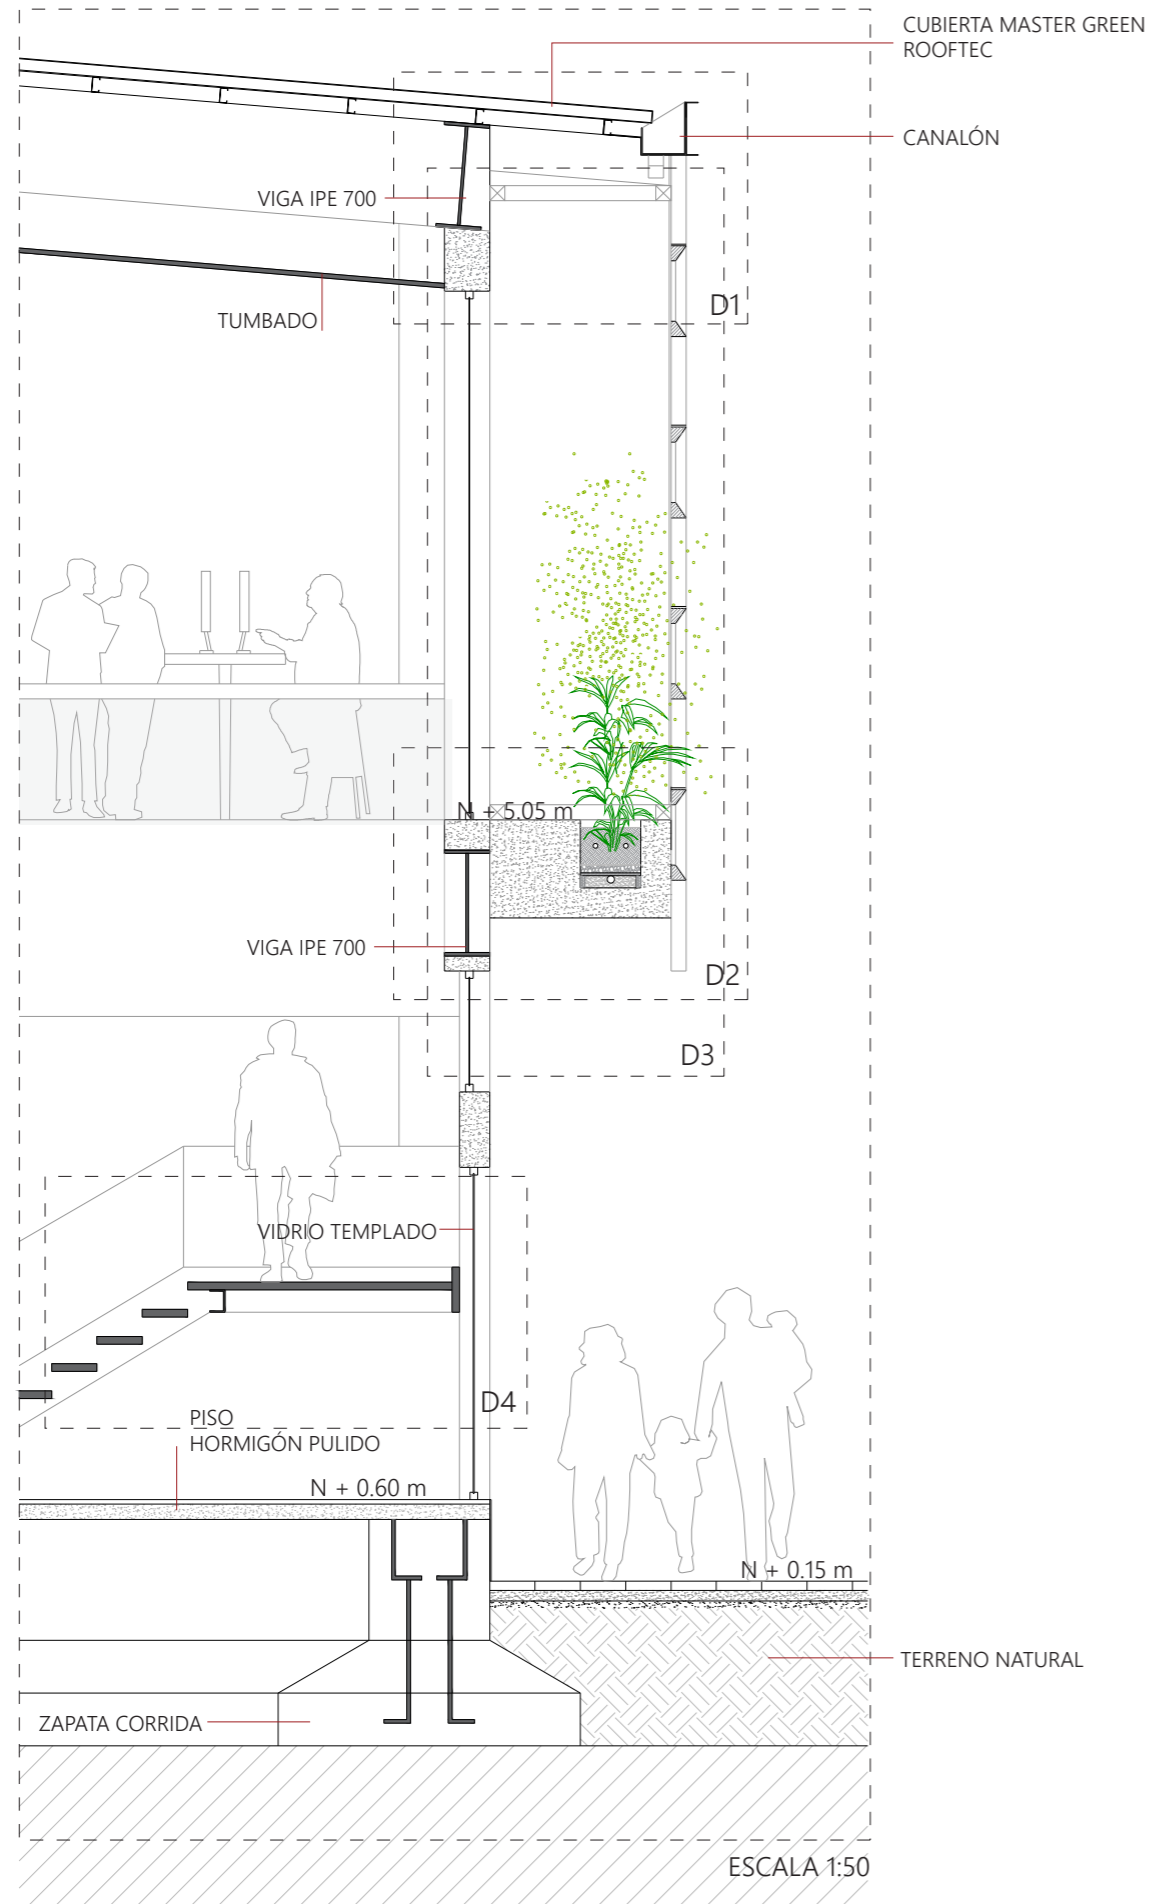 CUBIERTA MASTER GREEN
ROOFTEC
CANALÓN
VIGA IPE 700
D1
TUMBADO
N + 5.05 m
VIGA IPE 700
D2
D3
VIDRIO TEMPLADO
D4
PISO
HORMIGÓN PULIDO
N + 0.60 m
N + 0.15 m
TERRENO NATURAL
ZAPATA CORRIDA
ESCALA 1:50